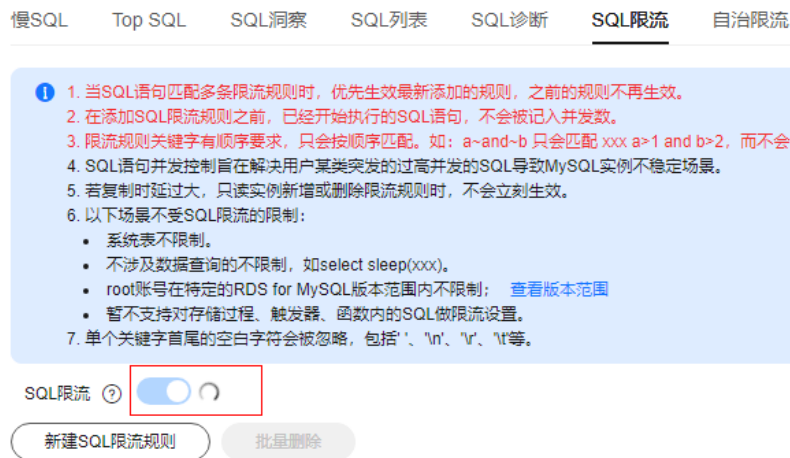 慢SQL Top SQL SQL洞察 SQL列表 SQL诊断 SQL限流 自治限流
1. 当SQL语句匹配多条限流规则时，优先生效最新添加的规则，之前的规则不再生效。
2. 在添加SQL限流规则之前，已经开始执行的SQL语句，不会被记入并发数。
3. 限流规则关键字有顺序要求，只会按顺序匹配。如：a~and~b 只会匹配 xxx a>1 and b>2，而不会
4. SQL语句并发控制旨在解决用户某类突发的过高并发的SQL导致MySQL实例不稳定场景。
5. 若复制时延过大，只读实例新增或删除限流规则时，不会立刻生效。
6. 以下场景不受SQL限流的限制：
• 系统表不限制。
• 不涉及数据查询的不限制，如select sleep(xxx)。
• root账号在特定的RDS for MySQL版本范围内不限制； 查看版本范围
• 暂不支持对存储过程、触发器、函数内的SQL做限流设置。
7. 单个关键字首尾的空白字符会被忽略，包括' '、'\n'、'\r'、'\t'等。
SQL限流 ?
新建SQL限流规则 批量删除